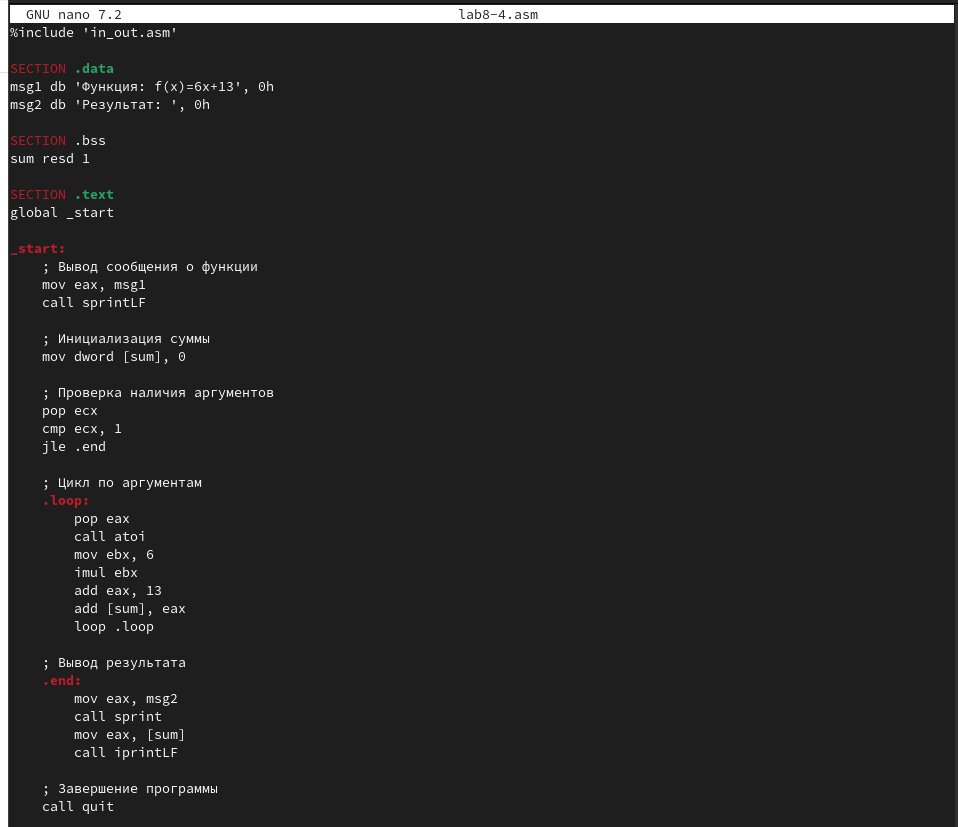 GNU nano 7.2 lab8-4.asm
%include 'in_out.asm'
SECTION .data
msg1 db 'Функция: f(x)=6x+13', 0h
msg2 db 'Результат: ', 0h
SECTION .bss
sum resd 1
SECTION .text
global _start
_start:
; Вывод сообщения о функции
mov eax, msg1
call sprintLF
; Инициализация суммы
mov dword [sum], 0
; Проверка наличия аргументов
pop ecx
cmp ecx, 1
jle .end
; Цикл по аргументам
.loop:
pop eax
call atoi
mov ebx, 6
imul ebx
add eax, 13
add [sum], eax
loop .loop
; Вывод результата
.end:
mov eax, msg2
call sprint
mov eax, [sum]
call iprintLF
; Завершение программы
call quit